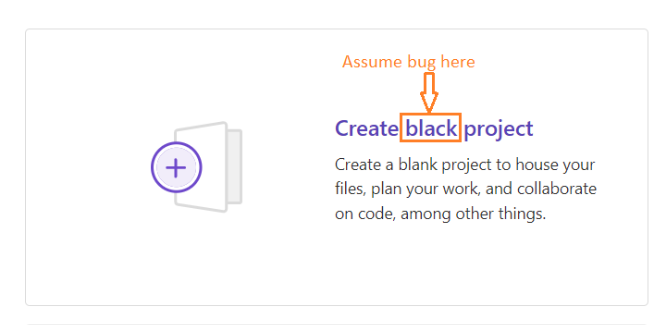 Assume bug here
Create black project
Create a blank project to house your
files, plan your work, and collaborate
on code, among other things.